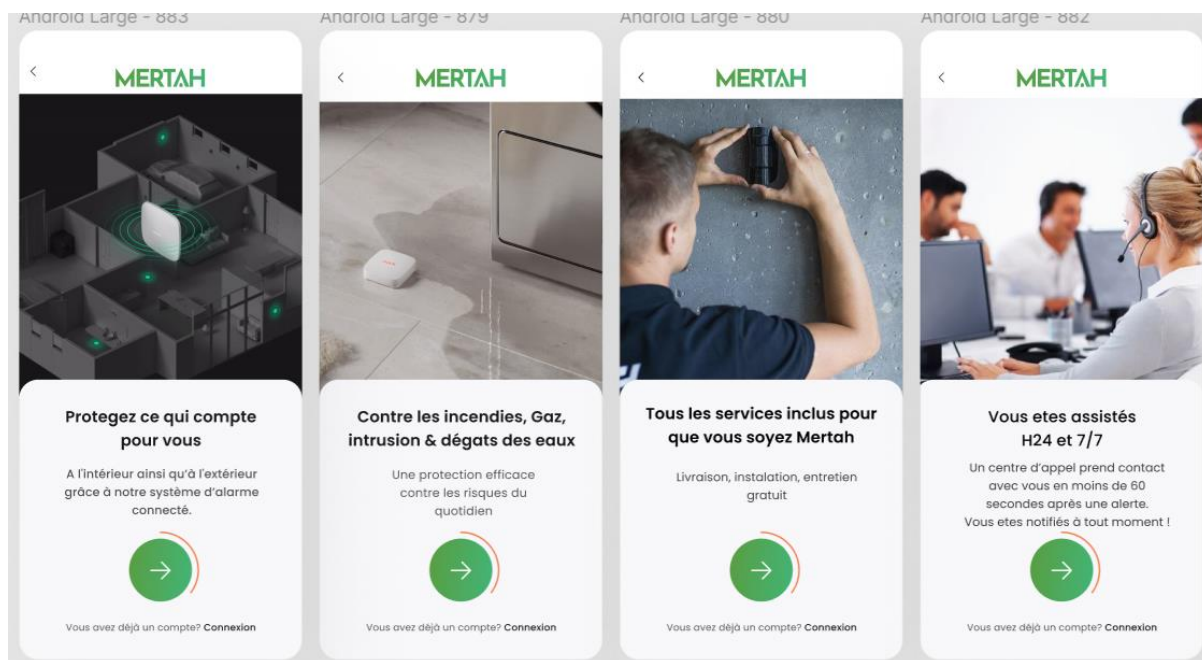 Android Large - 883
MERTAH
Protegez ce qui compte
pour vous
A l'intérieur ainsi qu'à l'extérieur
grâce à notre système d'alarme
connecté.
Vous avez déjà un compte? Connexion
Android Large - 879
MERTAH
Contre les incendies, Gaz,
intrusion & dégats des eaux
Une protection efficace
contre les risques du
quotidien
Vous avez déjà un compte? Connexion
Android Large - 880
MERTAH
Tous les services inclus pour
que vous soyez Mertah
Livraison, instalation, entretien
gratuit
Vous avez déjà un compte? Connexion
Android Large - 882
MERTAH
Vous etes assistés
H24 et 7/7
Un centre d'appel prend contact
avec vous en moins de 60
secondes après une alerte.
Vous etes notifiés à tout moment !
Vous avez déjà un compte? Connexion